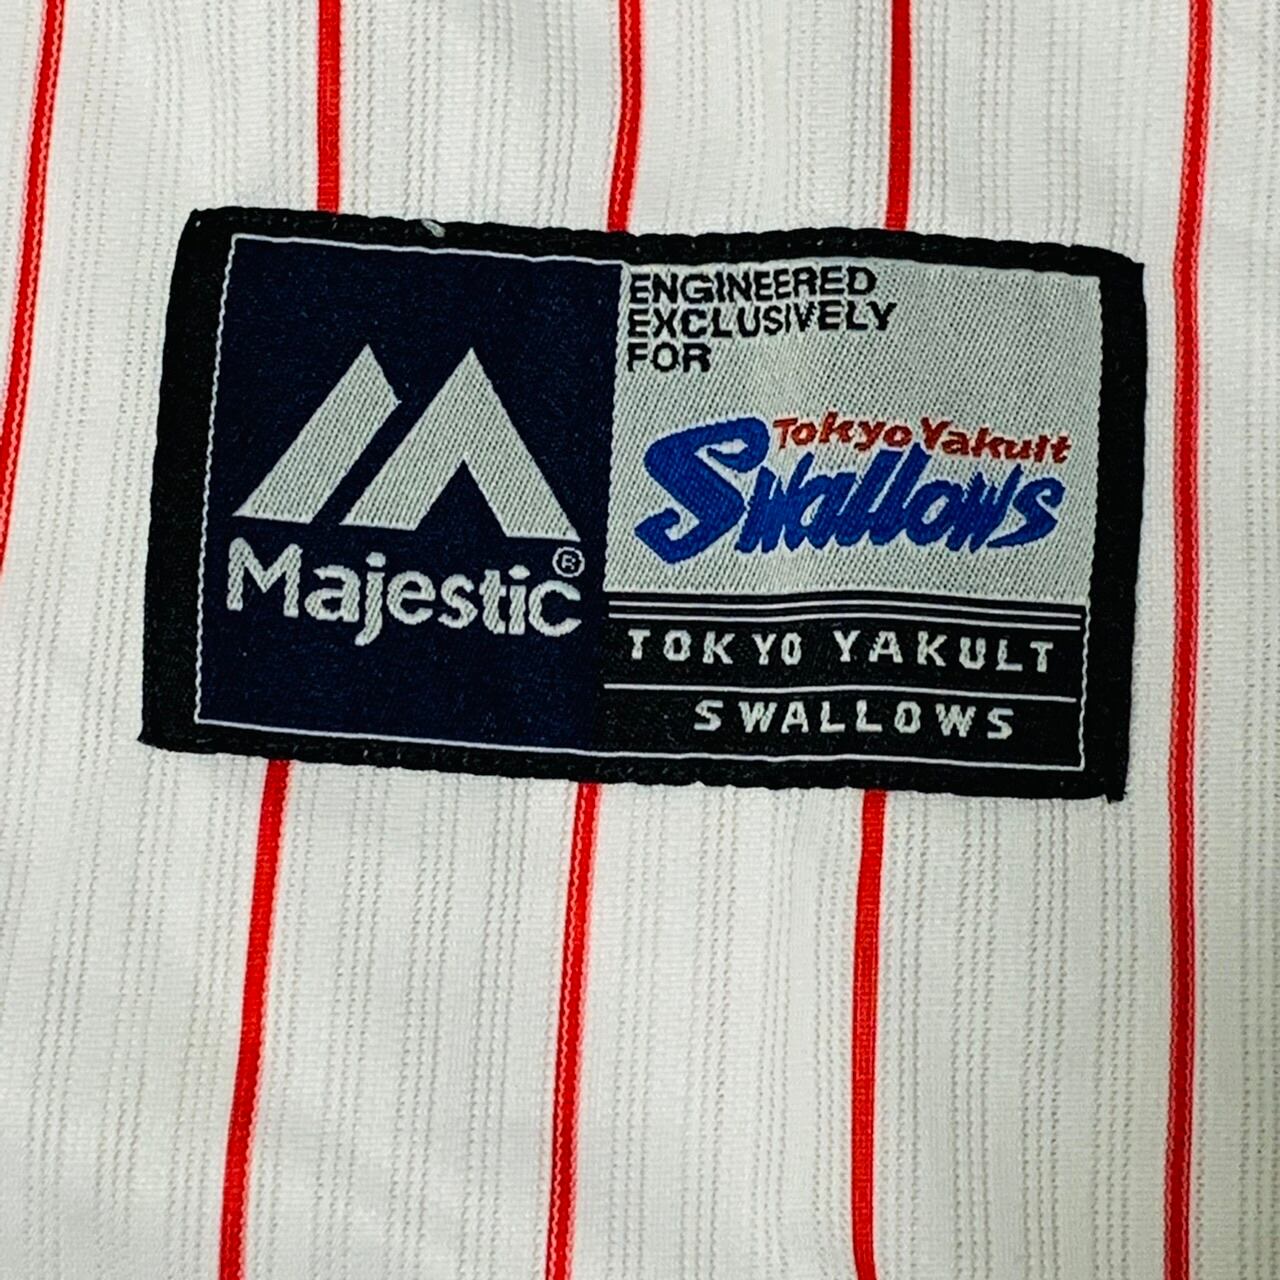 Majestic®
ENGINEERED
EXCLUSIVELY
FOR
Tokyo Yakult
Swallows
TOKYO YAKULT
SWALLOWS